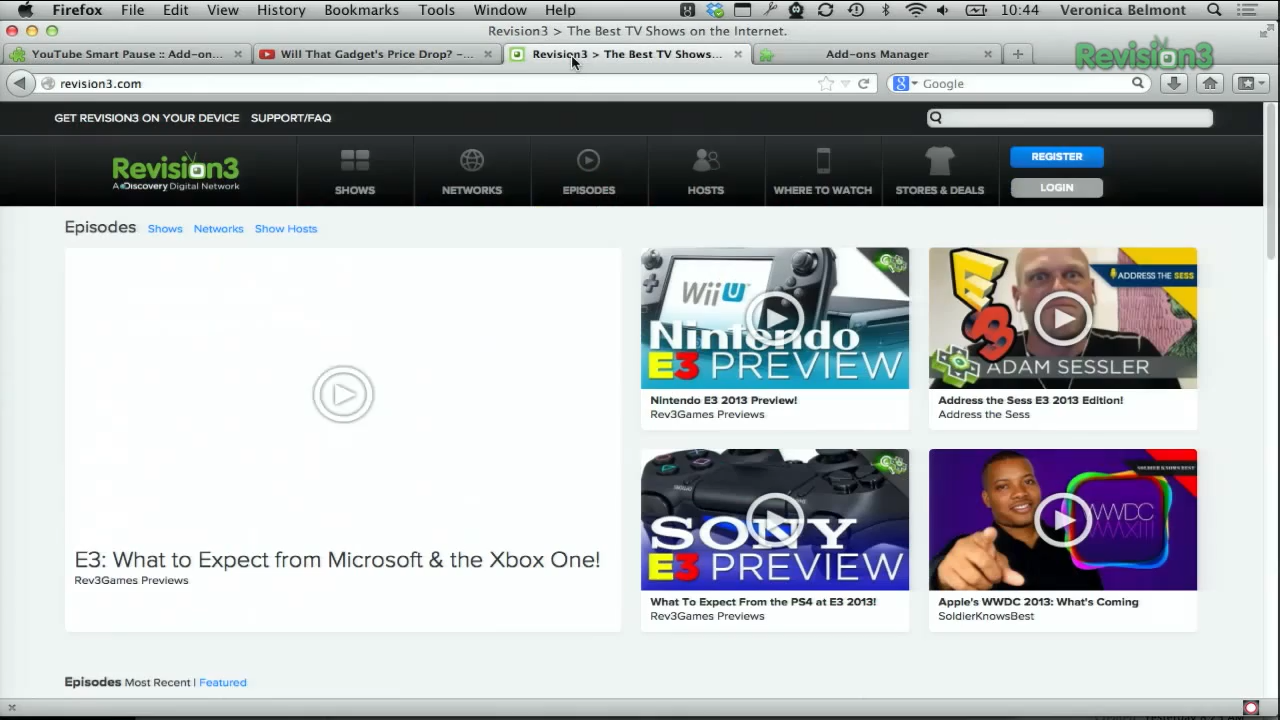 Firefox File Edit View History Bookmarks Tools Window Help 10:44 Veronica Belmont
Revision3 > The Best TV Shows on the Internet.
YouTube Smart Pause :: Add-on... Will That Gadget's Price Drop? -... Revision3 > The Best TV Shows... Add-ons Manager
Revision3
revision3.com Google
GET REVISION3 ON YOUR DEVICE SUPPORT/FAQ
Revision3
A Discovery Digital Network
SHOWS NETWORKS EPISODES HOSTS WHERE TO WATCH STORES & DEALS
REGISTER
LOGIN
Episodes Shows Networks Show Hosts
Wii U
Nintendo
E3 PREVIEW
Nintendo E3 2013 Preview!
Rev3Games Previews
E3
ADDRESS THE SESS
ADAM SESSLER
Address the Sess E3 2013 Edition!
Address the Sess
E3: What to Expect from Microsoft & the Xbox One!
Rev3Games Previews
SONY
E3 PREVIEW
What To Expect From the PS4 at E3 2013!
Rev3Games Previews
SOLDIER KNOWS BEST
WWDC
MMXIII
Apple's WWDC 2013: What's Coming
SoldierKnowsBest
Episodes Most Recent | Featured